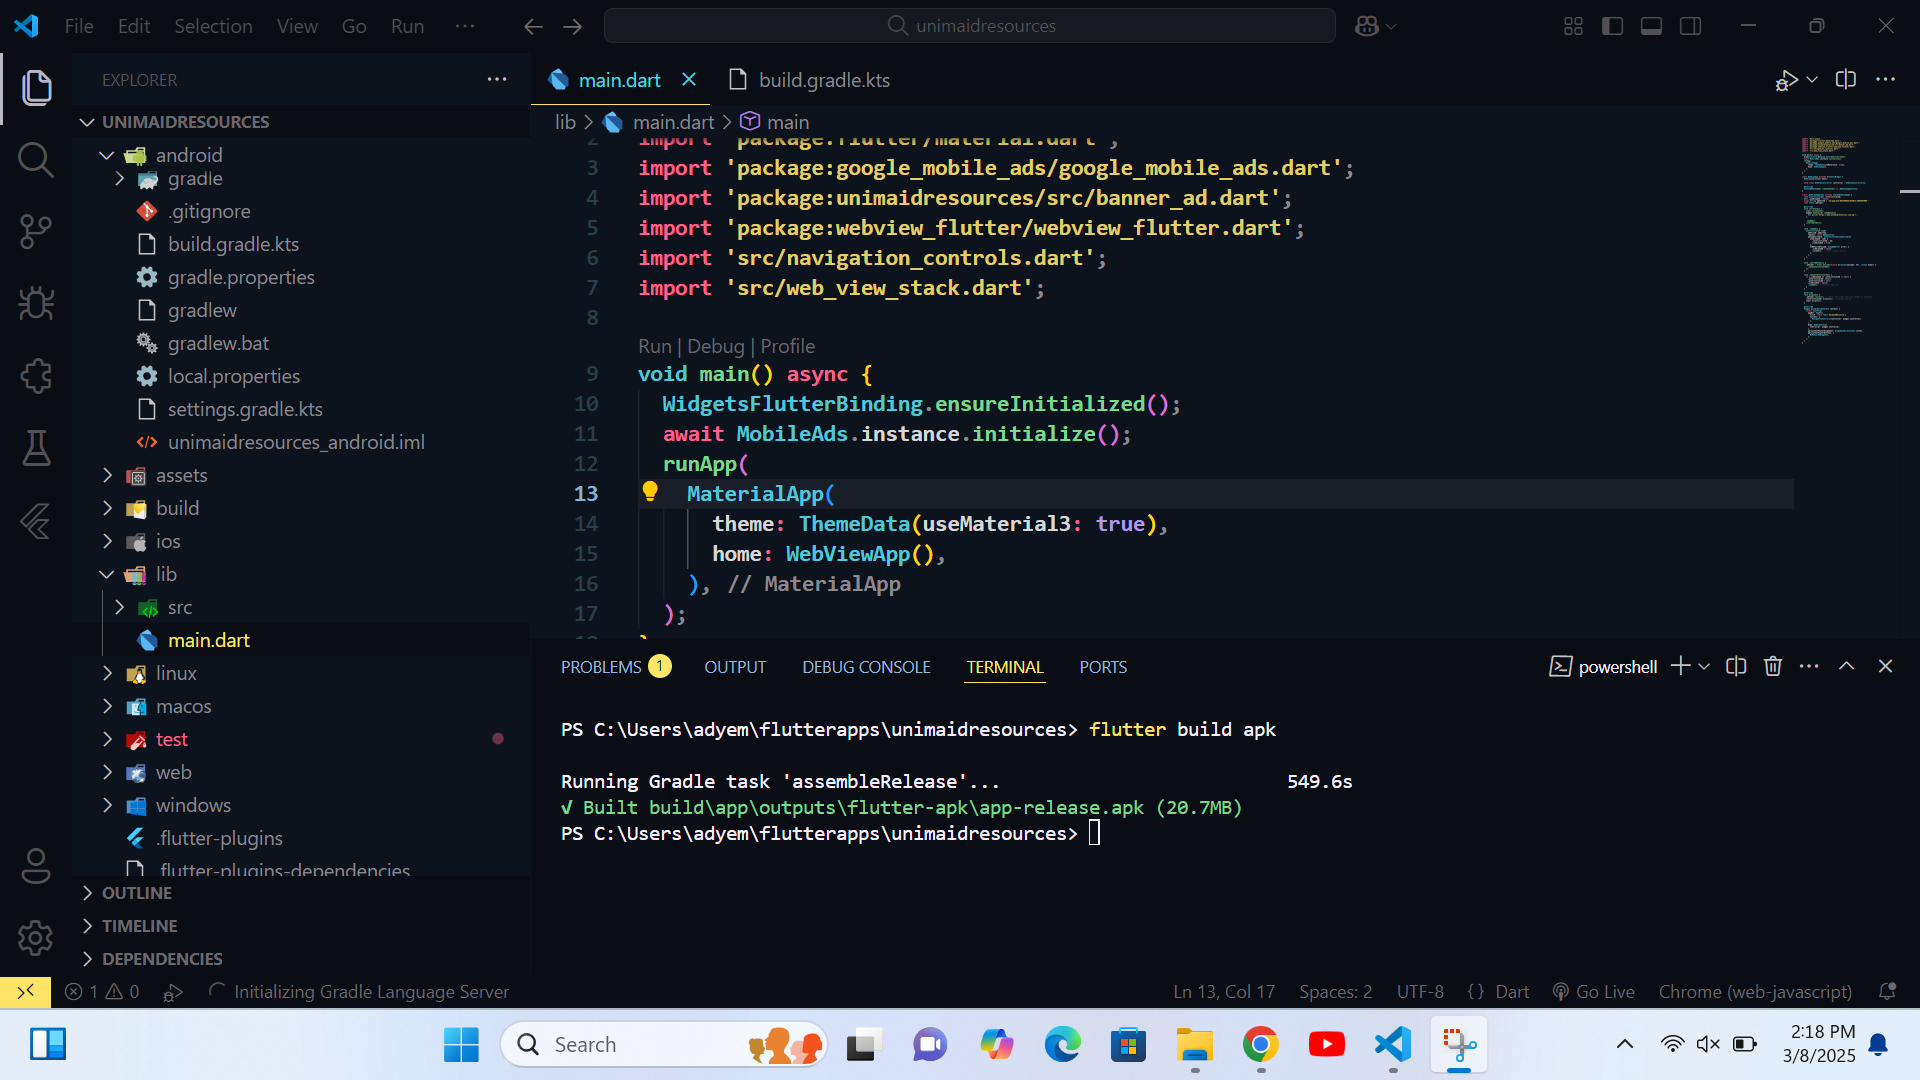 File Edit Selection View Go Run ··· unimaidresources
EXPLORER ···
UNIMAIDRESOURCES
android
gradle
.gitignore
build.gradle.kts
gradle.properties
gradlew
gradlew.bat
local.properties
settings.gradle.kts
unimaidresources_android.iml
assets
build
ios
lib
src
main.dart
linux
macos
test
web
windows
.flutter-plugins
.flutter-plugins-dependencies
OUTLINE
TIMELINE
DEPENDENCIES
main.dart build.gradle.kts
lib > main.dart > main
2 import 'package:flutter/material.dart';
3 import 'package:google_mobile_ads/google_mobile_ads.dart';
4 import 'package:unimaidresources/src/banner_ad.dart';
5 import 'package:webview_flutter/webview_flutter.dart';
6 import 'src/navigation_controls.dart';
7 import 'src/web_view_stack.dart';
8
Run | Debug | Profile
9 void main() async {
10 WidgetsFlutterBinding.ensureInitialized();
11 await MobileAds.instance.initialize();
12 runApp(
13 MaterialApp(
14 theme: ThemeData(useMaterial3: true),
15 home: WebViewApp(),
16 ), // MaterialApp
17 );
18 }
PROBLEMS 1 OUTPUT DEBUG CONSOLE TERMINAL PORTS powershell
PS C:\Users\adyem\flutterapps\unimaidresources> flutter build apk
Running Gradle task 'assembleRelease'... 549.6s
√ Built build\app\outputs\flutter-apk\app-release.apk (20.7MB)
PS C:\Users\adyem\flutterapps\unimaidresources>
1 0 Initializing Gradle Language Server Ln 13, Col 17 Spaces: 2 UTF-8 {} Dart Go Live Chrome (web-javascript)
Search
2:18 PM
3/8/2025